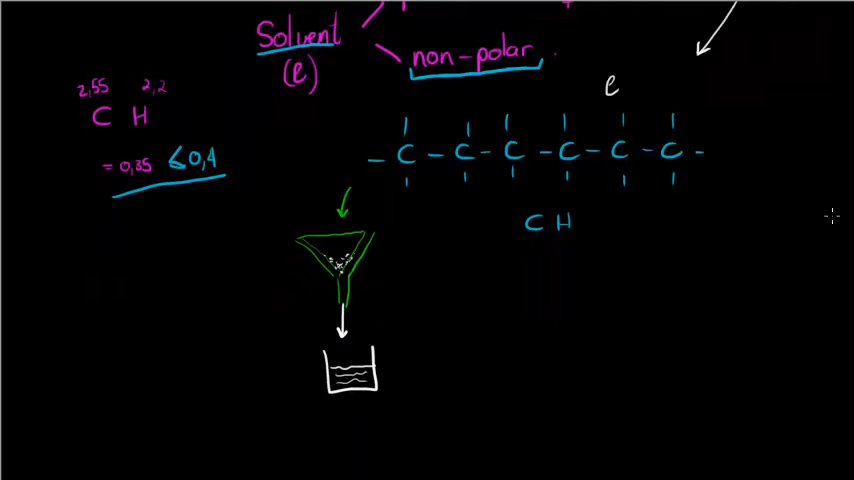 Solvent
(l)
non-polar
2,55 2,2
C H
= 0,35 ≤0,4
l
- C - C - C - C - C - C -
C H